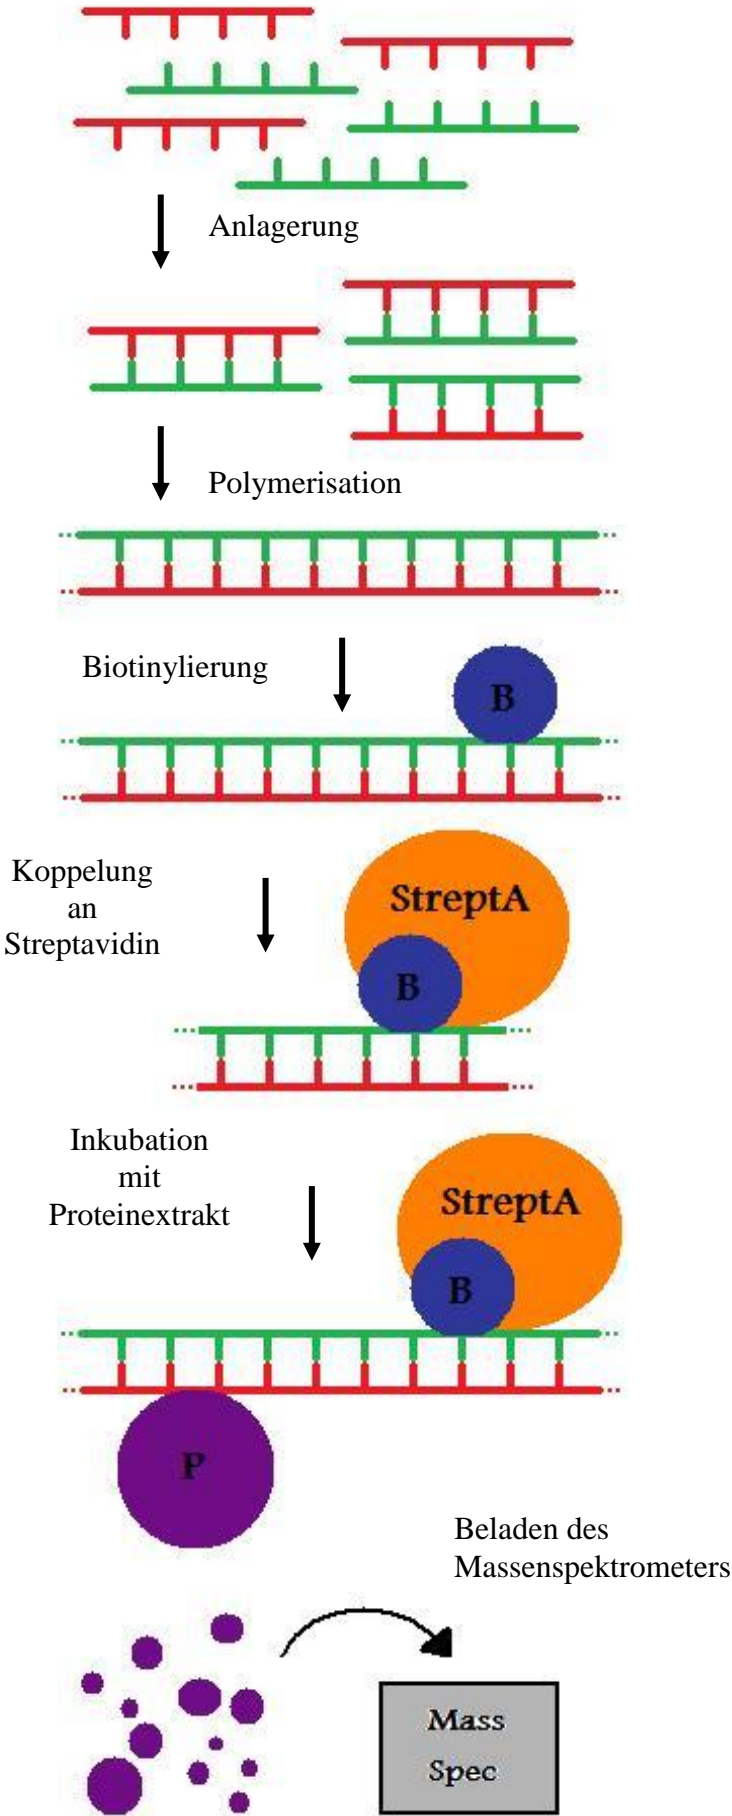 Anlagerung
Polymerisation
Biotinylierung
B
Koppelung
an
Streptavidin
StreptA
B
Inkubation
mit
Proteinextrakt
StreptA
B
P
Beladen des
Massenspektrometers
Mass
Spec